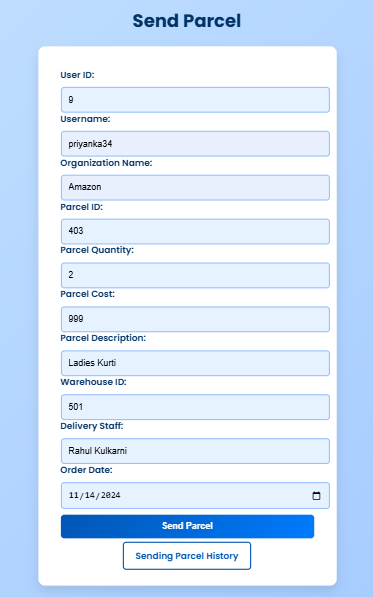 Send Parcel
User ID:
9
Username:
priyanka34
Organization Name:
Amazon
Parcel ID:
403
Parcel Quantity:
2
Parcel Cost:
999
Parcel Description:
Ladies Kurti
Warehouse ID:
501
Delivery Staff:
Rahul Kulkarni
Order Date:
11/14/2024
Send Parcel
Sending Parcel History